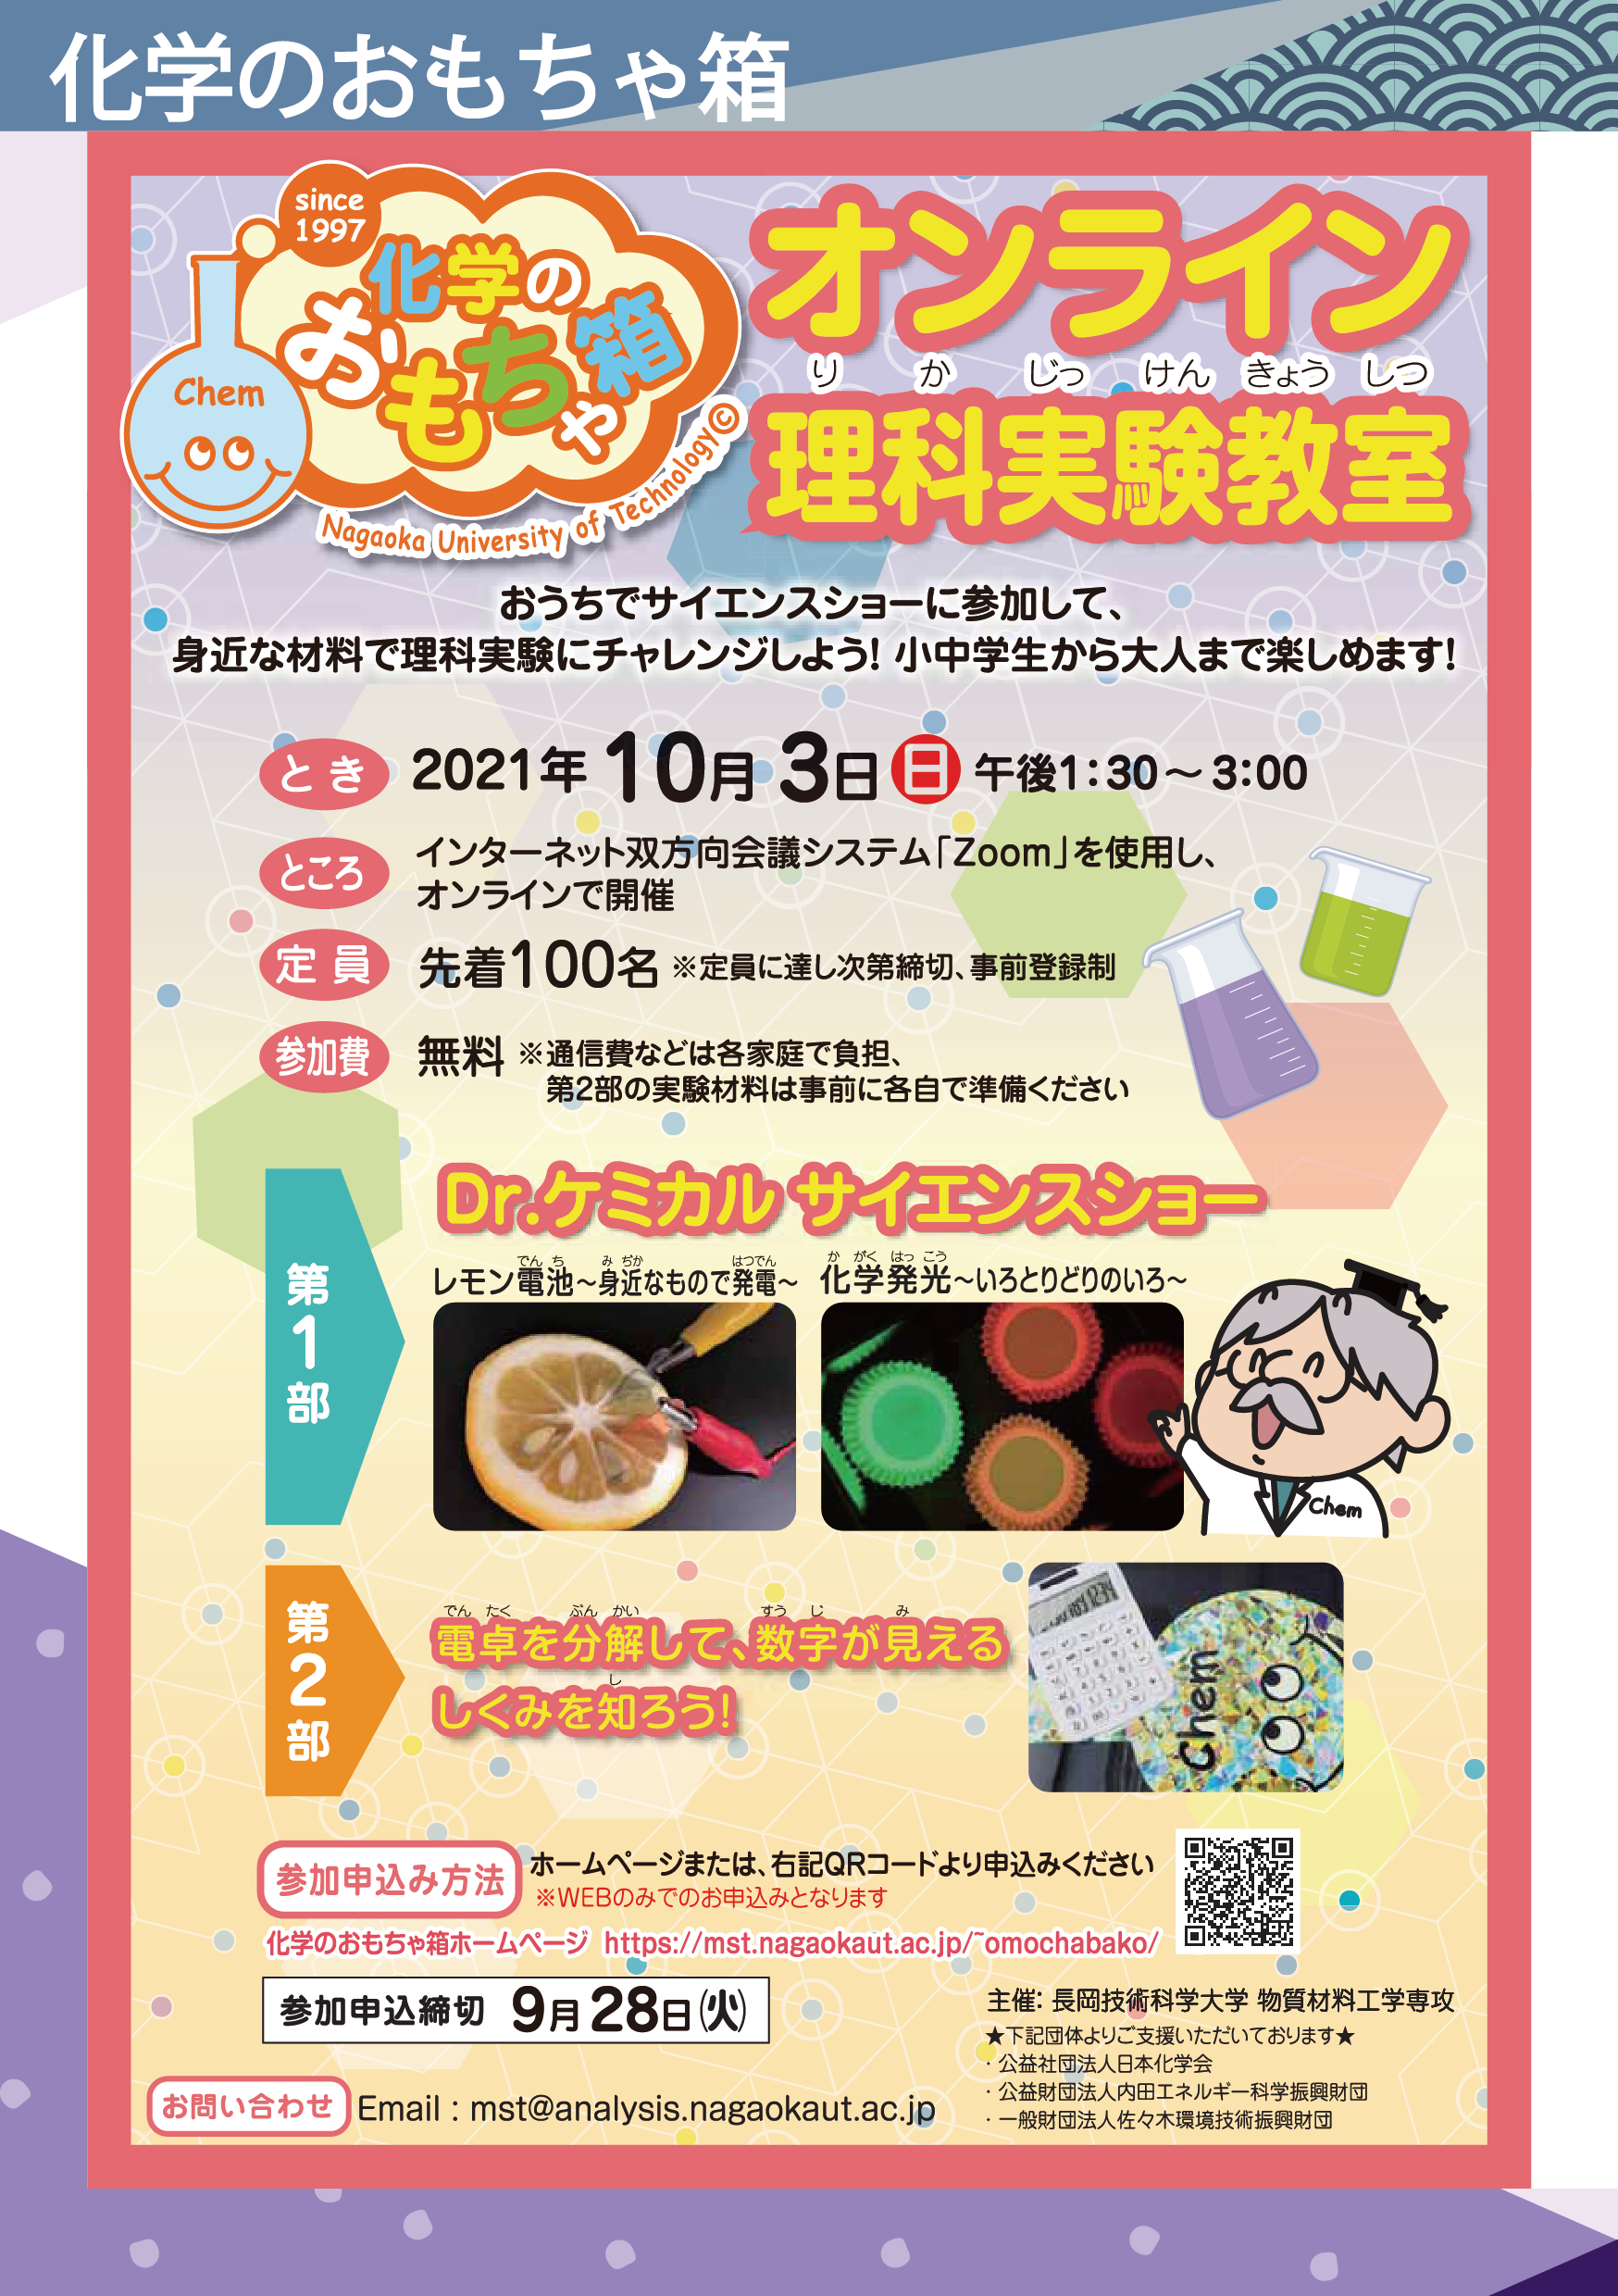 化学のおもちゃ箱
since
1997
化学の
おもちゃ箱
Chem
Nagaoka University of Technology©
オンライン
り か じっ けん きょう しつ
理科実験教室
おうちでサイエンスショーに参加して、
身近な材料で理科実験にチャレンジしよう! 小中学生から大人まで楽しめます!
とき 2021年 10月 3日 日 午後1:30～3:00
ところ インターネット双方向会議システム「Zoom」を使用し、
オンラインで開催
定員 先着100名 ※定員に達し次第締切、事前登録制
参加費 無料 ※通信費などは各家庭で負担、
第2部の実験材料は事前に各自で準備ください
第1部
Dr.ケミカル サイエンスショー
でん ち み ぢか はつでん
レモン電池～身近なもので発電～
か がく はっ こう
化学発光～いろとりどりのいろ～
Chem
第2部
でん たく ぶん かい すう じ み
電卓を分解して、数字が見える
し
しくみを知ろう!
Chem
参加申込み方法 ホームページまたは、右記QRコードより申込みください
※WEBのみでのお申込みとなります
化学のおもちゃ箱ホームページ https://mst.nagaokaut.ac.jp/~omochabako/
参加申込締切 9月28日(火)
主催: 長岡技術科学大学 物質材料工学専攻
★下記団体よりご支援いただいております★
・公益社団法人日本化学会
・公益財団法人内田エネルギー科学振興財団
・一般財団法人佐々木環境技術振興財団
お問い合わせ Email : mst@analysis.nagaokaut.ac.jp